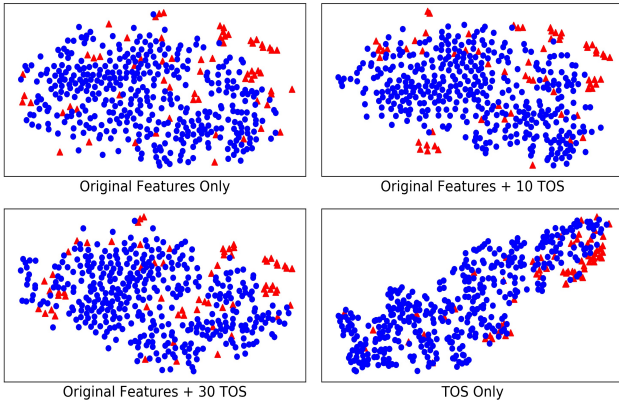 Original Features Only
Original Features + 10 TOS
Original Features + 30 TOS
TOS Only